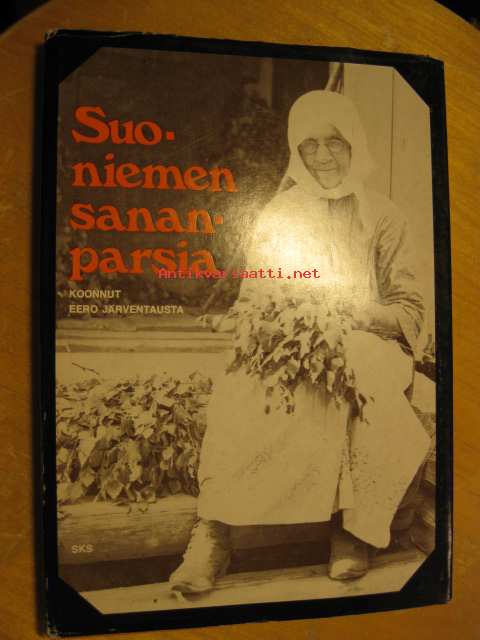 Suo-
niemen
sanan-
parsia
Antikvariaatti.net
KOONNUT
EERO JÄRVENTAUSTA
SKS